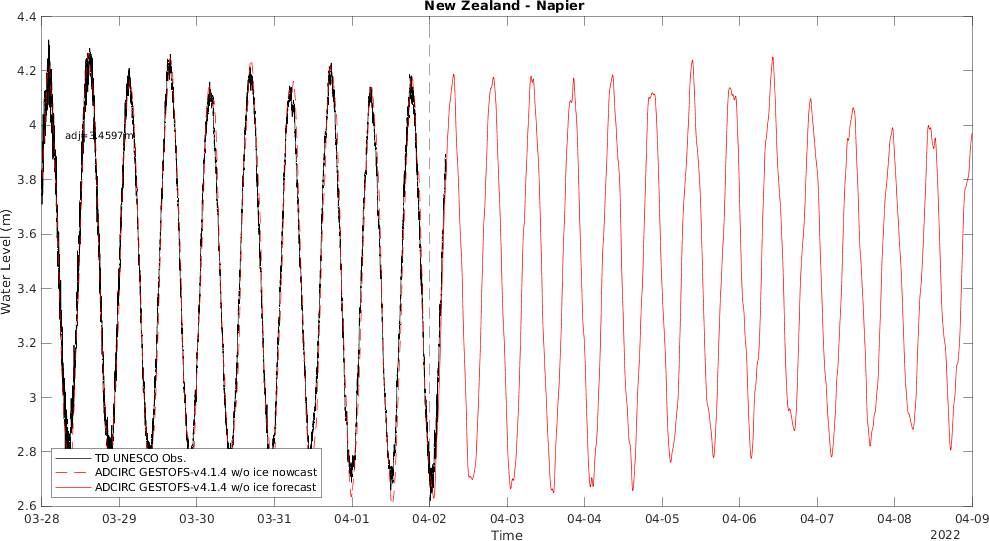 New Zealand - Napier
4.4
4.2
4
3.8
3.6
3.4
3.2
3
2.8
2.6
Water Level (m)
adj=3.4597m
TD UNESCO Obs.
ADCIRC GESTOFS-v4.1.4 w/o ice nowcast
ADCIRC GESTOFS-v4.1.4 w/o ice forecast
03-28 03-29 03-30 03-31 04-01 04-02 04-03 04-04 04-05 04-06 04-07 04-08 04-09
Time
2022